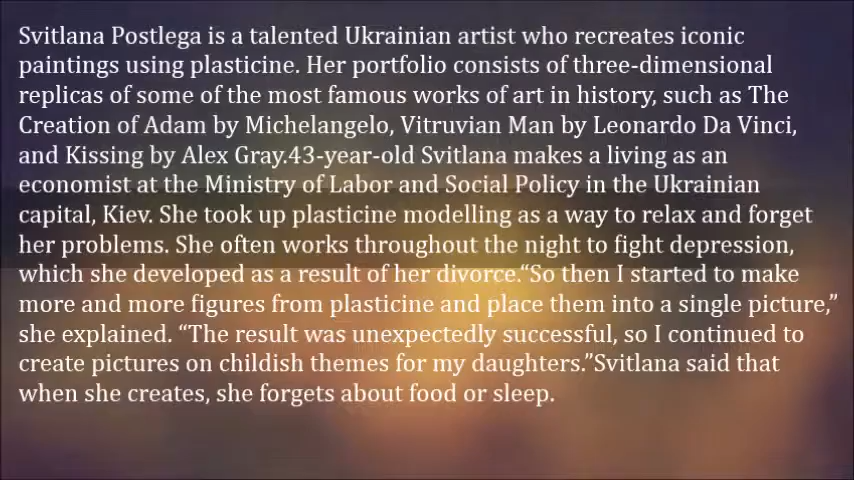 Svitlana Postlega is a talented Ukrainian artist who recreates iconic
paintings using plasticine. Her portfolio consists of three-dimensional
replicas of some of the most famous works of art in history, such as The
Creation of Adam by Michelangelo, Vitruvian Man by Leonardo Da Vinci,
and Kissing by Alex Gray.43-year-old Svitlana makes a living as an
economist at the Ministry of Labor and Social Policy in the Ukrainian
capital, Kiev. She took up plasticine modelling as a way to relax and forget
her problems. She often works throughout the night to fight depression,
which she developed as a result of her divorce.“So then I started to make
more and more figures from plasticine and place them into a single picture,”
she explained. “The result was unexpectedly successful, so I continued to
create pictures on childish themes for my daughters.”Svitlana said that
when she creates, she forgets about food or sleep.